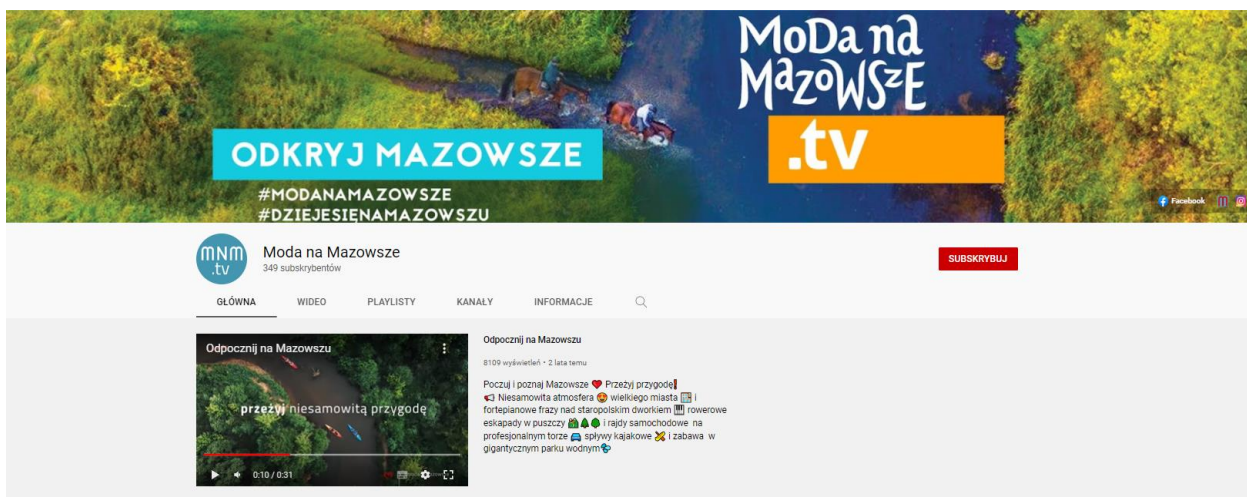 MoDa na
MazoWSzE
.tv
ODKRYJ MAZOWSZE
#MODANAMAZOWSZE
#DZIEJESIĘNAMAZOWSZU
Facebook
mnm
.tv
Moda na Mazowsze
349 subskrybentów
SUBSKRYBUJ
GŁÓWNA WIDEO PLAYLISTY KANAŁY INFORMACJE
Odpocznij na Mazowszu
przeżyj niesamowitą przygodę
0:10 / 0:31
Odpocznij na Mazowszu
8109 wyświetleń • 2 lata temu
Poczuj i poznaj Mazowsze ❤️ Przeżyj przygodę❗
📢 Niesamowita atmosfera 😍 wielkiego miasta 🏙 i
fortepianowe frazy nad staropolskim dworkiem 🎹 rowerowe
eskapady w puszczy 🏕🌲🌳 i rajdy samochodowe na
profesjonalnym torze 🚘 spływy kajakowe 🛶 i zabawa w
gigantycznym parku wodnym💦